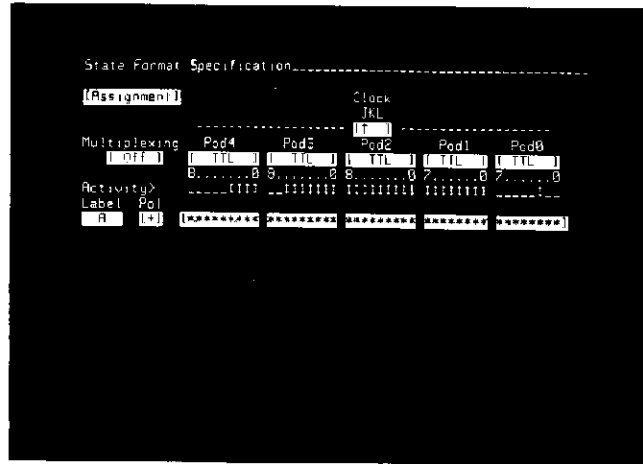 State Format Specification
[Assignment]
Clock
JKL
[↑ ]
Multiplexing Pod4 Pod3 Pod2 Pod1 Pod0
[ Off ] [ TTL ] [ TTL ] [ TTL ] [ TTL ] [ TTL ]
8.......0 8.......0 8.......0 7......0 7......0
Activity>
Label Pol
A [+] [********* ********* ********* ******** ********]